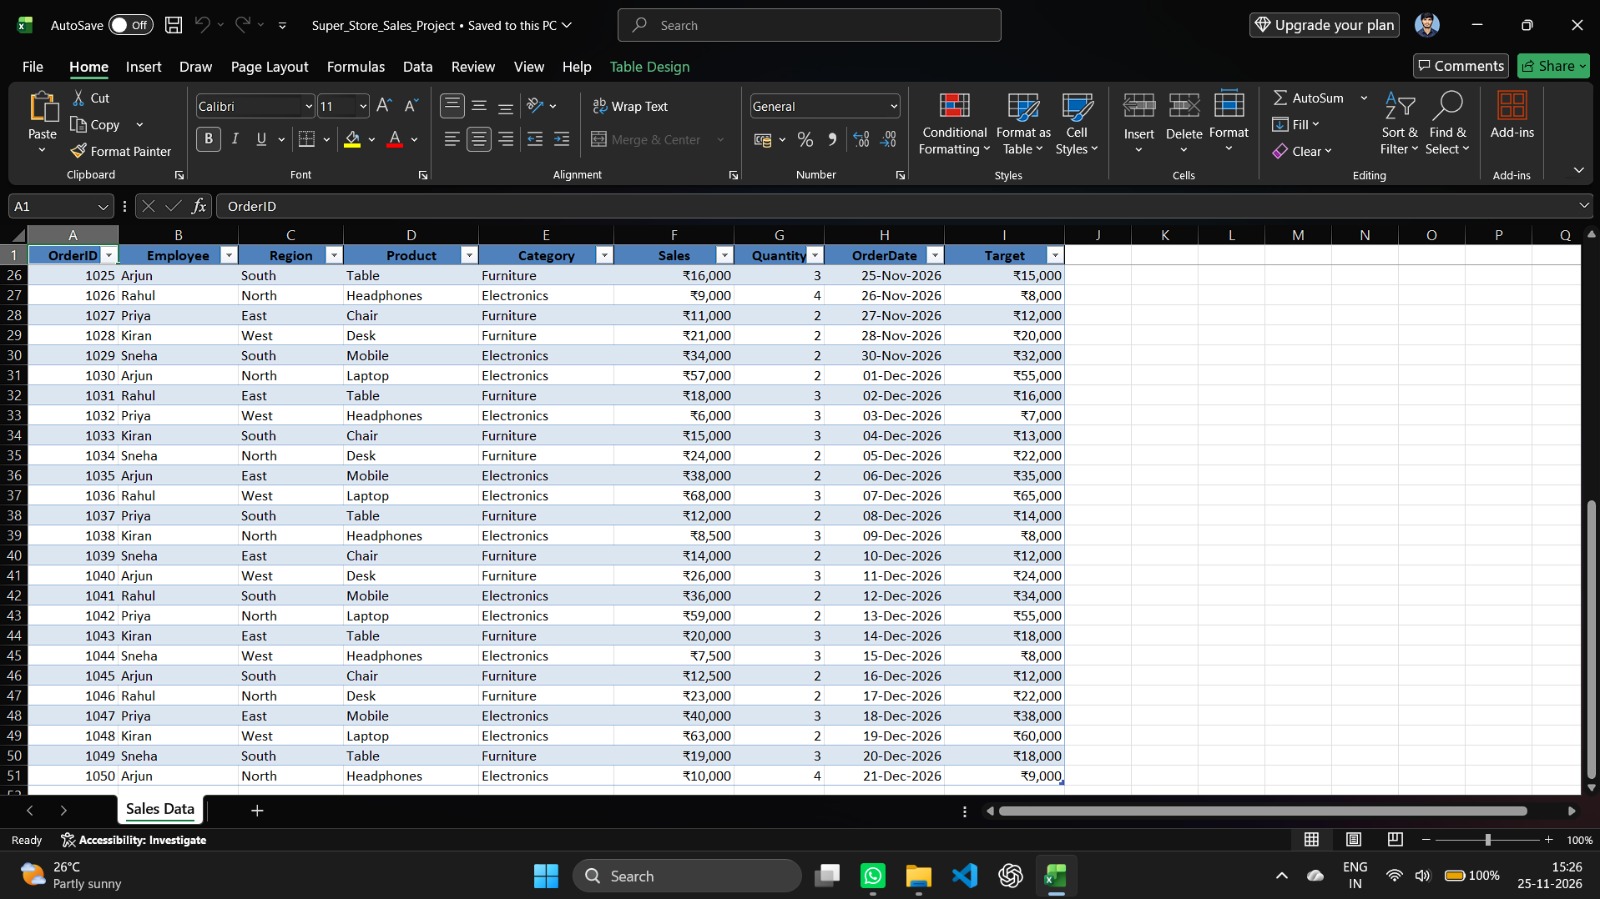 AutoSave Off Super_Store_Sales_Project • Saved to this PC Search Upgrade your plan
File Home Insert Draw Page Layout Formulas Data Review View Help Table Design Comments Share
Paste Cut Copy Format Painter Clipboard
Calibri 11 B I U A Font
ab Wrap Text Merge & Center Alignment
General % Number
Conditional Formatting Format as Table Cell Styles Styles
Insert Delete Format Cells
AutoSum Fill Clear Sort & Filter Find & Select Editing
Add-ins Add-ins
A1 fx OrderID
A B C D E F G H I J K L M N O P Q
1 OrderID Employee Region Product Category Sales Quantity OrderDate Target
26 1025 Arjun South Table Furniture ₹16,000 3 25-Nov-2026 ₹15,000
27 1026 Rahul North Headphones Electronics ₹9,000 4 26-Nov-2026 ₹8,000
28 1027 Priya East Chair Furniture ₹11,000 2 27-Nov-2026 ₹12,000
29 1028 Kiran West Desk Furniture ₹21,000 2 28-Nov-2026 ₹20,000
30 1029 Sneha South Mobile Electronics ₹34,000 2 30-Nov-2026 ₹32,000
31 1030 Arjun North Laptop Electronics ₹57,000 2 01-Dec-2026 ₹55,000
32 1031 Rahul East Table Furniture ₹18,000 3 02-Dec-2026 ₹16,000
33 1032 Priya West Headphones Electronics ₹6,000 3 03-Dec-2026 ₹7,000
34 1033 Kiran South Chair Furniture ₹15,000 3 04-Dec-2026 ₹13,000
35 1034 Sneha North Desk Furniture ₹24,000 2 05-Dec-2026 ₹22,000
36 1035 Arjun East Mobile Electronics ₹38,000 2 06-Dec-2026 ₹35,000
37 1036 Rahul West Laptop Electronics ₹68,000 3 07-Dec-2026 ₹65,000
38 1037 Priya South Table Furniture ₹12,000 2 08-Dec-2026 ₹14,000
39 1038 Kiran North Headphones Electronics ₹8,500 3 09-Dec-2026 ₹8,000
40 1039 Sneha East Chair Furniture ₹14,000 2 10-Dec-2026 ₹12,000
41 1040 Arjun West Desk Furniture ₹26,000 3 11-Dec-2026 ₹24,000
42 1041 Rahul South Mobile Electronics ₹36,000 2 12-Dec-2026 ₹34,000
43 1042 Priya North Laptop Electronics ₹59,000 2 13-Dec-2026 ₹55,000
44 1043 Kiran East Table Furniture ₹20,000 3 14-Dec-2026 ₹18,000
45 1044 Sneha West Headphones Electronics ₹7,500 3 15-Dec-2026 ₹8,000
46 1045 Arjun South Chair Furniture ₹12,500 2 16-Dec-2026 ₹12,000
47 1046 Rahul North Desk Furniture ₹23,000 2 17-Dec-2026 ₹22,000
48 1047 Priya East Mobile Electronics ₹40,000 3 18-Dec-2026 ₹38,000
49 1048 Kiran West Laptop Electronics ₹63,000 2 19-Dec-2026 ₹60,000
50 1049 Sneha South Table Furniture ₹19,000 3 20-Dec-2026 ₹18,000
51 1050 Arjun North Headphones Electronics ₹10,000 4 21-Dec-2026 ₹9,000
Sales Data
Ready Accessibility: Investigate 100%
26°C
Partly sunny
Search
ENG
IN
100%
15:26
25-11-2026